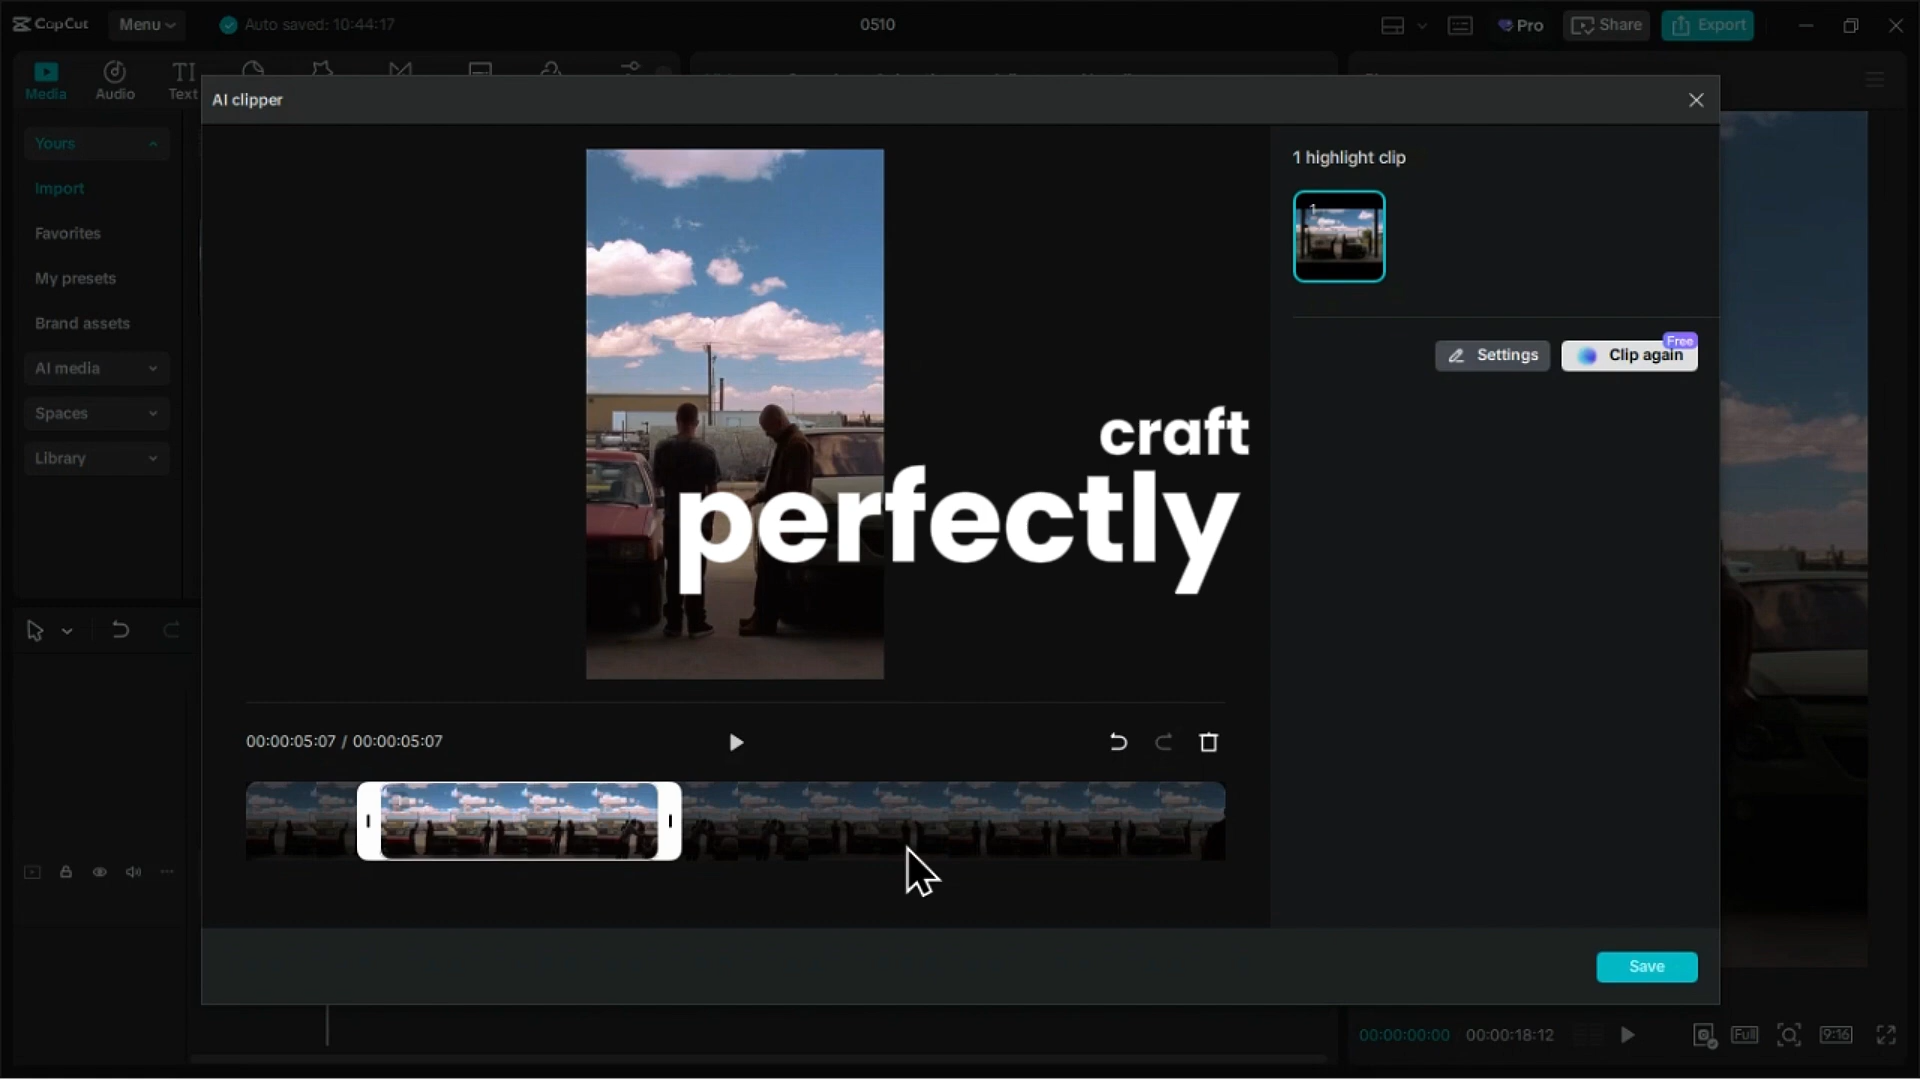 CapCut
Menu
Auto saved: 10:44:17
0510
Pro
Share
Export
Media
Audio
TI
Text
AI clipper
Yours
Import
Favorites
My presets
Brand assets
AI media
Spaces
Library
1 highlight clip
1
Settings
Free
Clip again
craft
perfectly
00:00:05:07 / 00:00:05:07
Save
00:00:00:00
00:00:18:12
Full
9:16